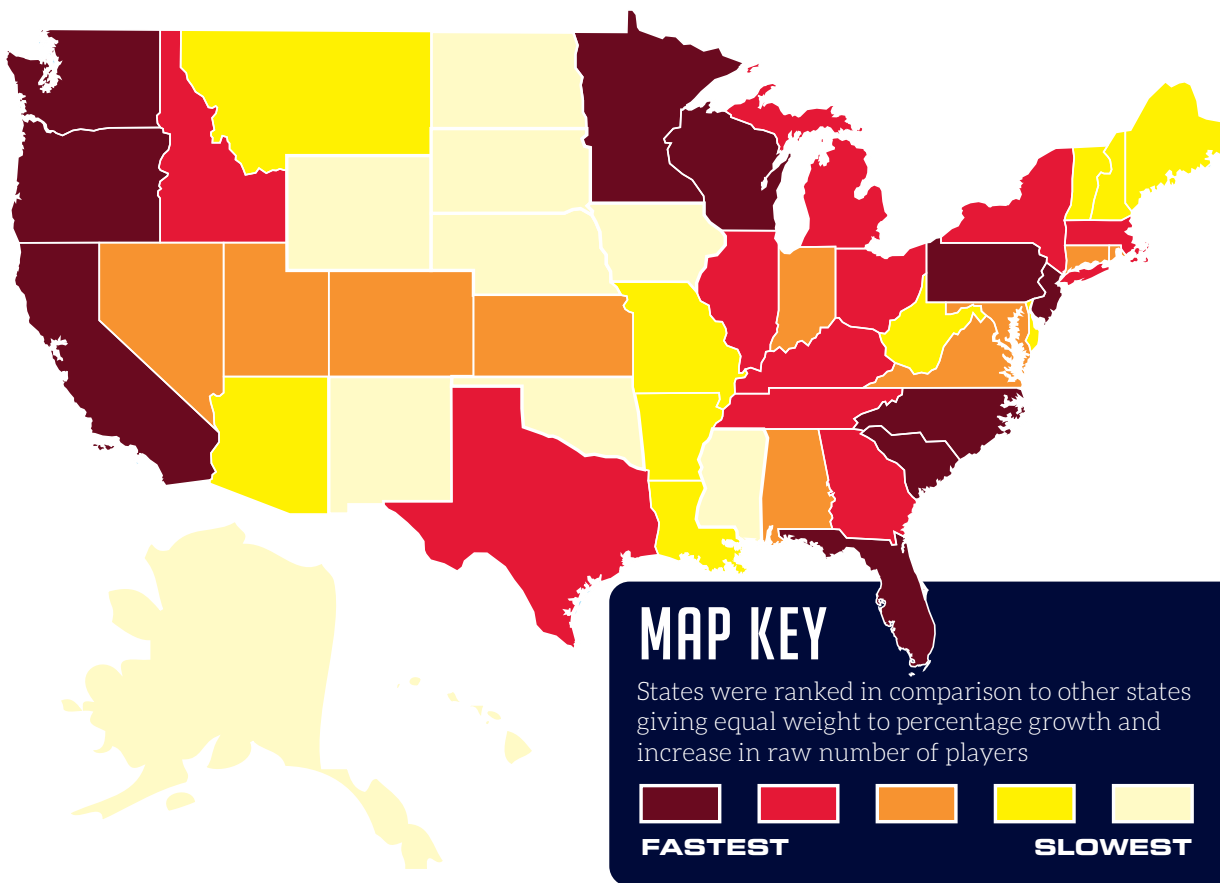 MAP KEY
States were ranked in comparison to other states
giving equal weight to percentage growth and
increase in raw number of players
FASTEST
SLOWEST